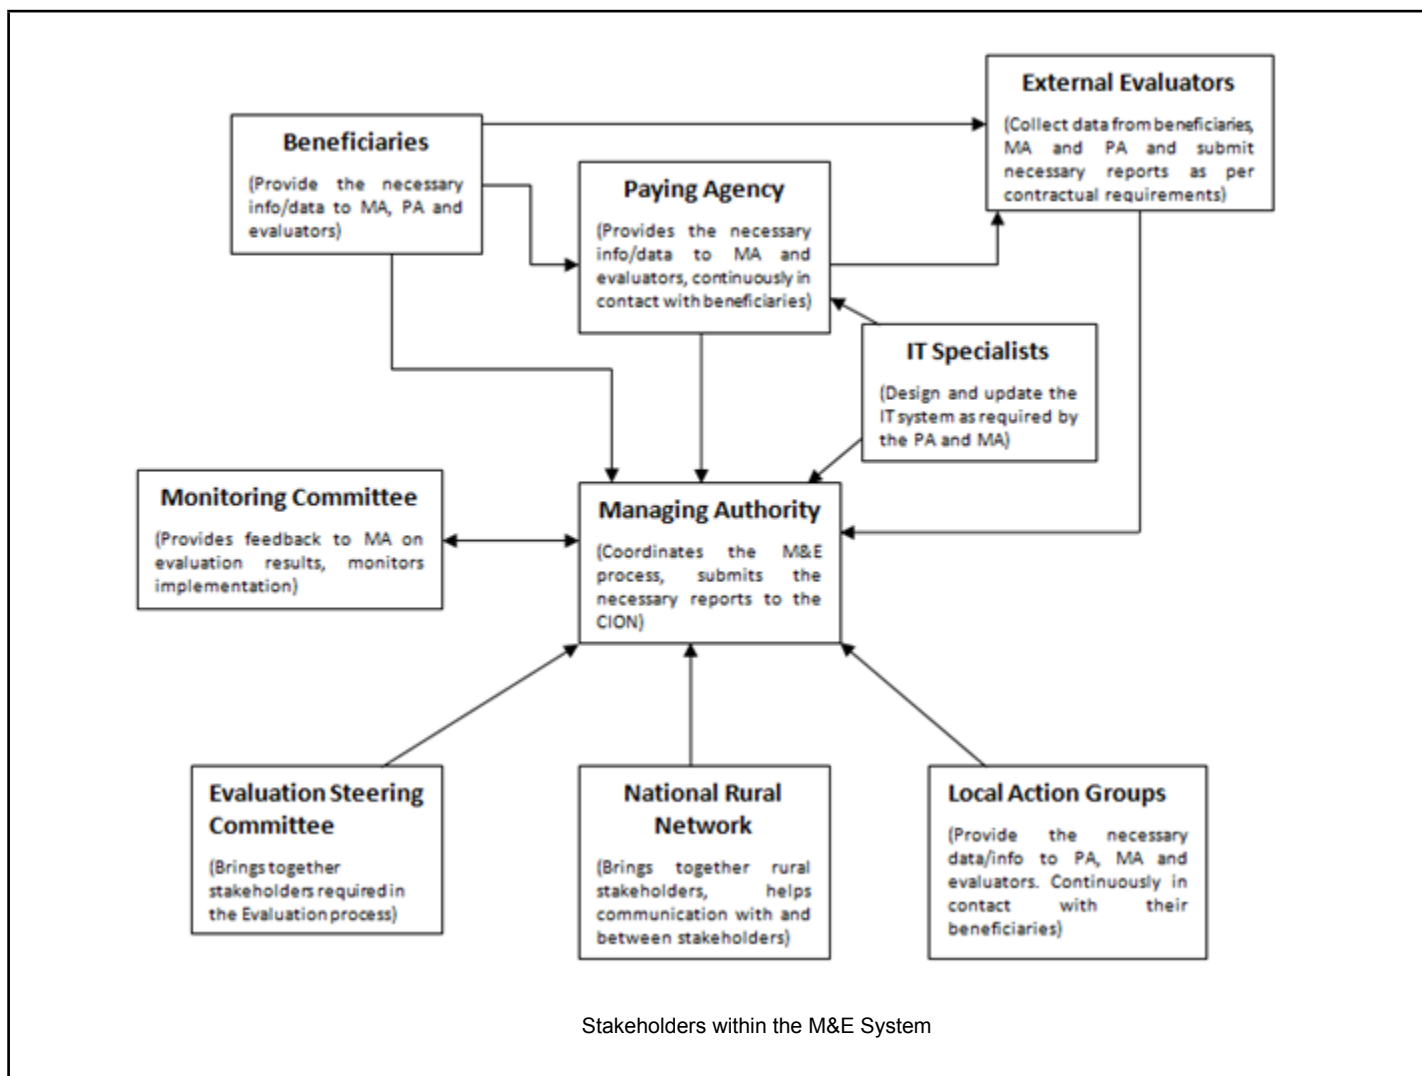 External Evaluators
(Collect data from beneficiaries,
MA and PA and submit
necessary reports as per
contractual requirements)
Beneficiaries
(Provide the necessary
info/data to MA, PA and
evaluators)
Paying Agency
(Provides the necessary
info/data to MA and
evaluators, continuously in
contact with beneficiaries)
IT Specialists
(Design and update the
IT system as required by
the PA and MA)
Monitoring Committee
(Provides feedback to MA on
evaluation results, monitors
implementation)
Managing Authority
(Coordinates the M&E
process, submits the
necessary reports to the
CION)
Evaluation Steering
Committee
(Brings together
stakeholders required in
the Evaluation process)
National Rural
Network
(Brings together rural
stakeholders, helps
communication with and
between stakeholders)
Local Action Groups
(Provide the necessary
data/info to PA, MA and
evaluators. Continuously in
contact with their
beneficiaries)
Stakeholders within the M&E System